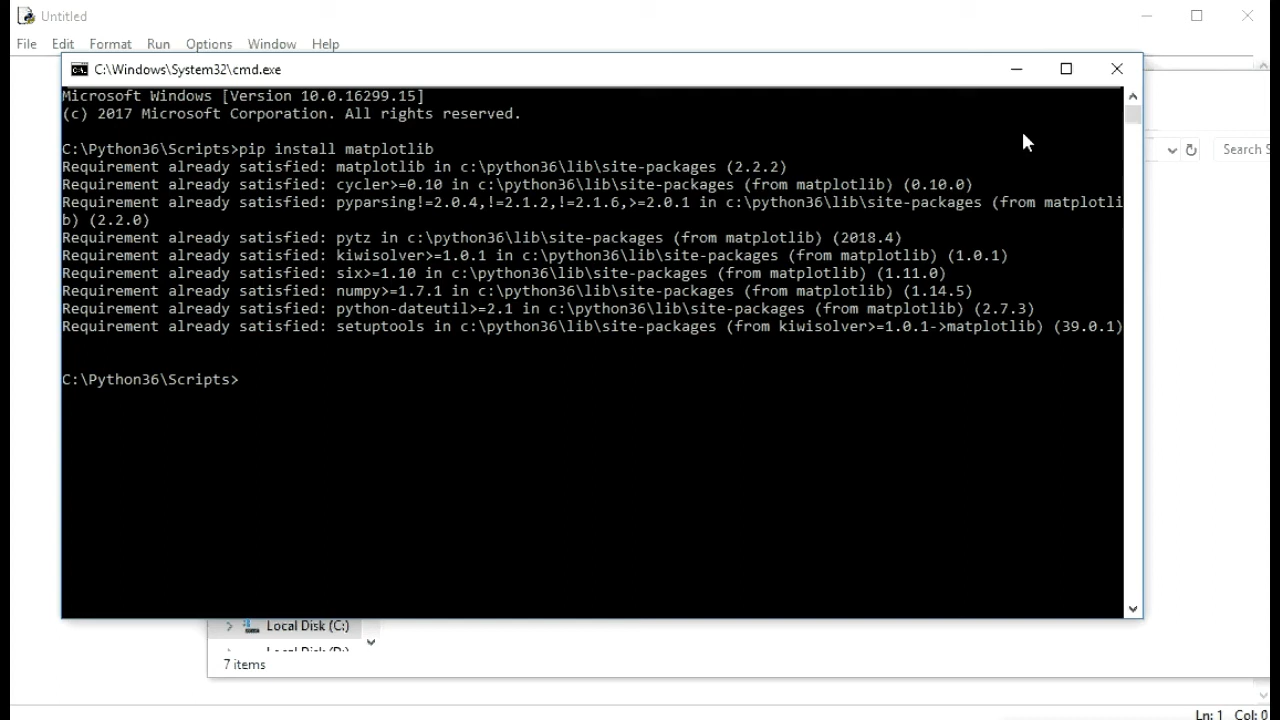 Untitled
File Edit Format Run Options Window Help
C:\Windows\System32\cmd.exe
Microsoft Windows [Version 10.0.16299.15]
(c) 2017 Microsoft Corporation. All rights reserved.
C:\Python36\Scripts>pip install matplotlib
Requirement already satisfied: matplotlib in c:\python36\lib\site-packages (2.2.2)
Requirement already satisfied: cycler>=0.10 in c:\python36\lib\site-packages (from matplotlib) (0.10.0)
Requirement already satisfied: pyparsing!=2.0.4,!=2.1.2,!=2.1.6,>=2.0.1 in c:\python36\lib\site-packages (from matplotli
b) (2.2.0)
Requirement already satisfied: pytz in c:\python36\lib\site-packages (from matplotlib) (2018.4)
Requirement already satisfied: kiwisolver>=1.0.1 in c:\python36\lib\site-packages (from matplotlib) (1.0.1)
Requirement already satisfied: six>=1.10 in c:\python36\lib\site-packages (from matplotlib) (1.11.0)
Requirement already satisfied: numpy>=1.7.1 in c:\python36\lib\site-packages (from matplotlib) (1.14.5)
Requirement already satisfied: python-dateutil>=2.1 in c:\python36\lib\site-packages (from matplotlib) (2.7.3)
Requirement already satisfied: setuptools in c:\python36\lib\site-packages (from kiwisolver>=1.0.1->matplotlib) (39.0.1)
C:\Python36\Scripts>
Search S
Local Disk (C:)
7 items
Ln: 1 Col: 0